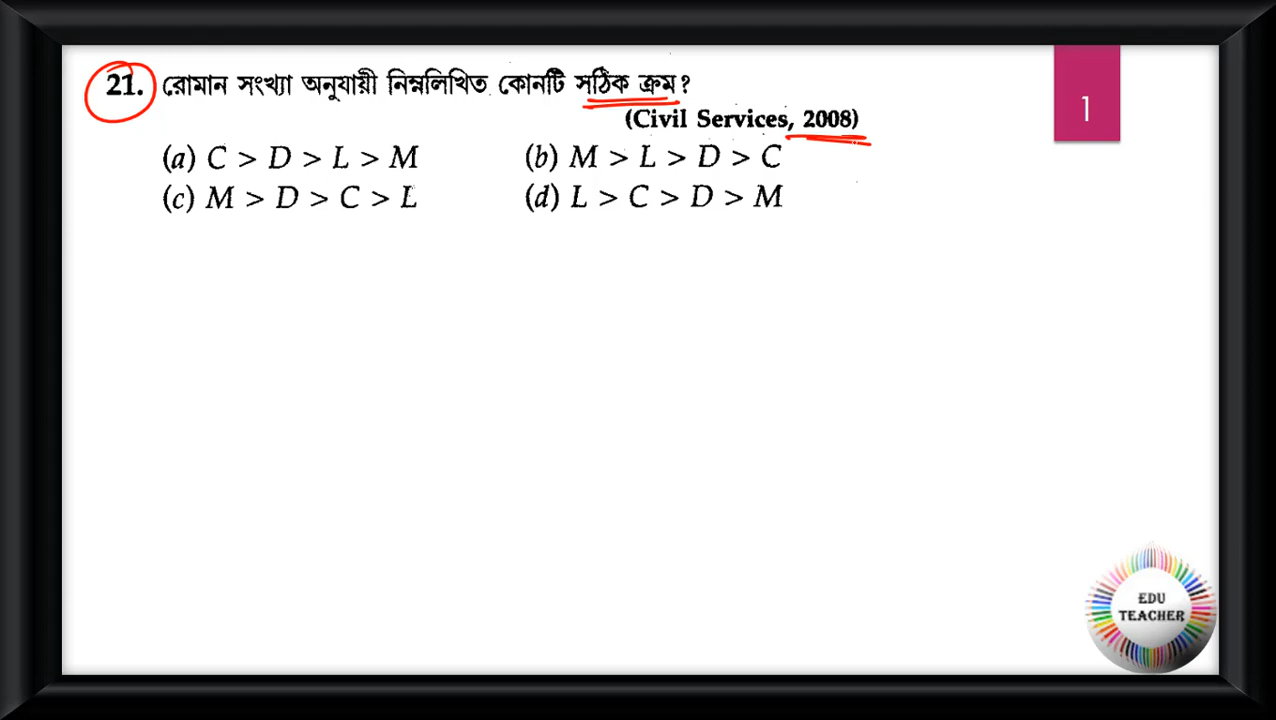 21. রোমান সংখ্যা অনুযায়ী নিম্নলিখিত কোনটি সঠিক ক্রম?
(Civil Services, 2008)
(a) C > D > L > M (b) M > L > D > C
(c) M > D > C > L (d) L > C > D > M
1
EDU
TEACHER